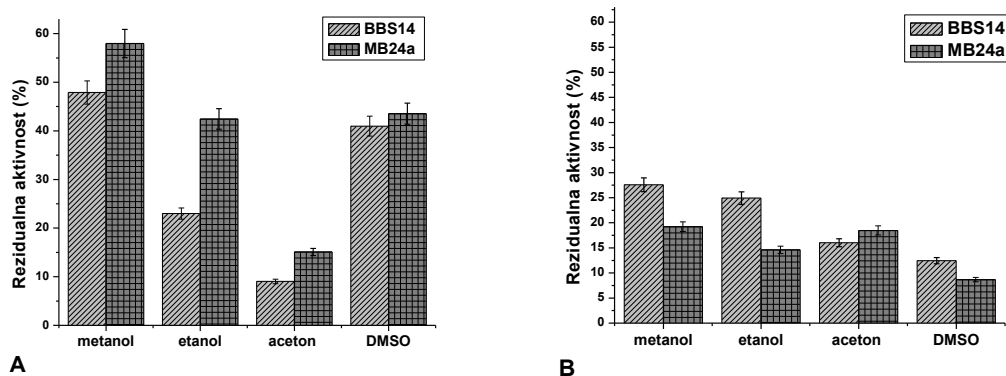 Rezidualna aktivnost (%)
60
50
40
30
20
10
0
BBS14
MB24a
metanol
etanol
aceton
DMSO
A
Rezidualna aktivnost (%)
60
55
50
45
40
35
30
25
20
15
10
5
0
BBS14
MB24a
metanol
etanol
aceton
DMSO
B